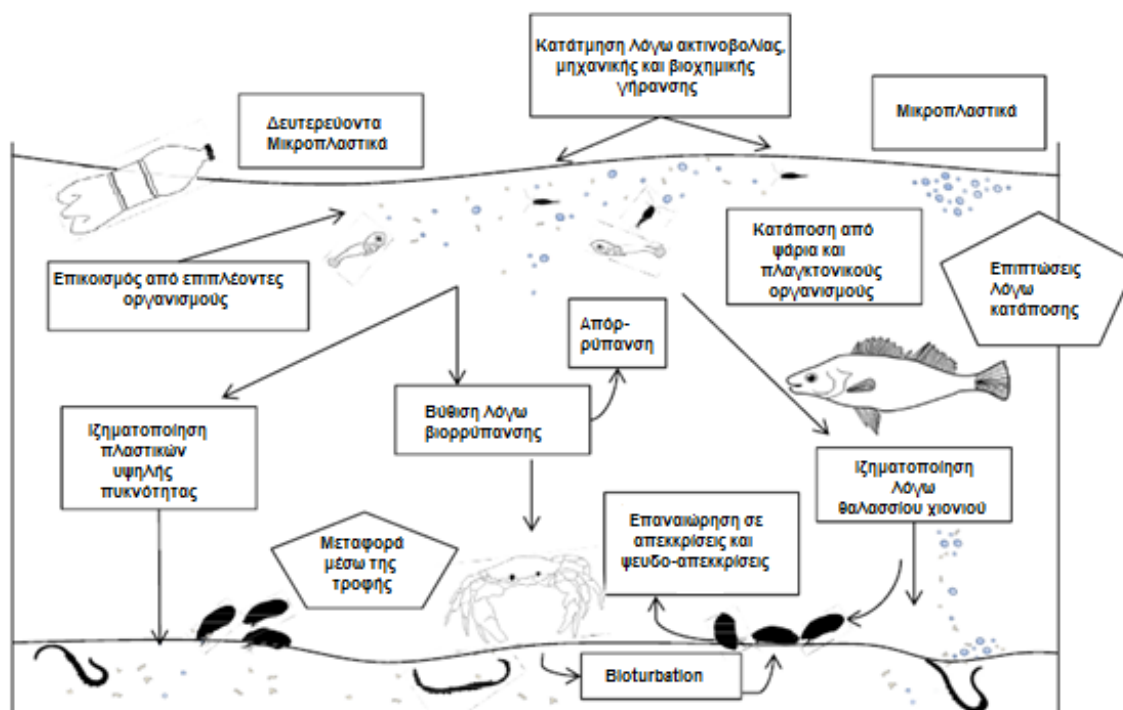 Κατάτμηση λόγω ακτινοβολίας,
μηχανικής και βιοχημικής
γήρανσης
Μικροπλαστικά
Δευτερεύοντα
Μικροπλαστικά
Κατάποση από
ψάρια και
πλαγκτονικούς
οργανισμούς
Επιπτώσεις
λόγω
κατάποσης
Επικοισμός από επιπλέοντες
οργανισμούς
Απόρ-
ρύπανση
Βύθιση λόγω
βιορρύπανσης
Ιζηματοποίηση
πλαστικών
υψηλής
πυκνότητας
Ιζηματοποίηση
λόγω
θαλασσίου χιονιού
Επαναιώρηση σε
απεκκρίσεις και
ψευδο-απεκκρίσεις
Μεταφορά
μέσω της
τροφής
Bioturbation